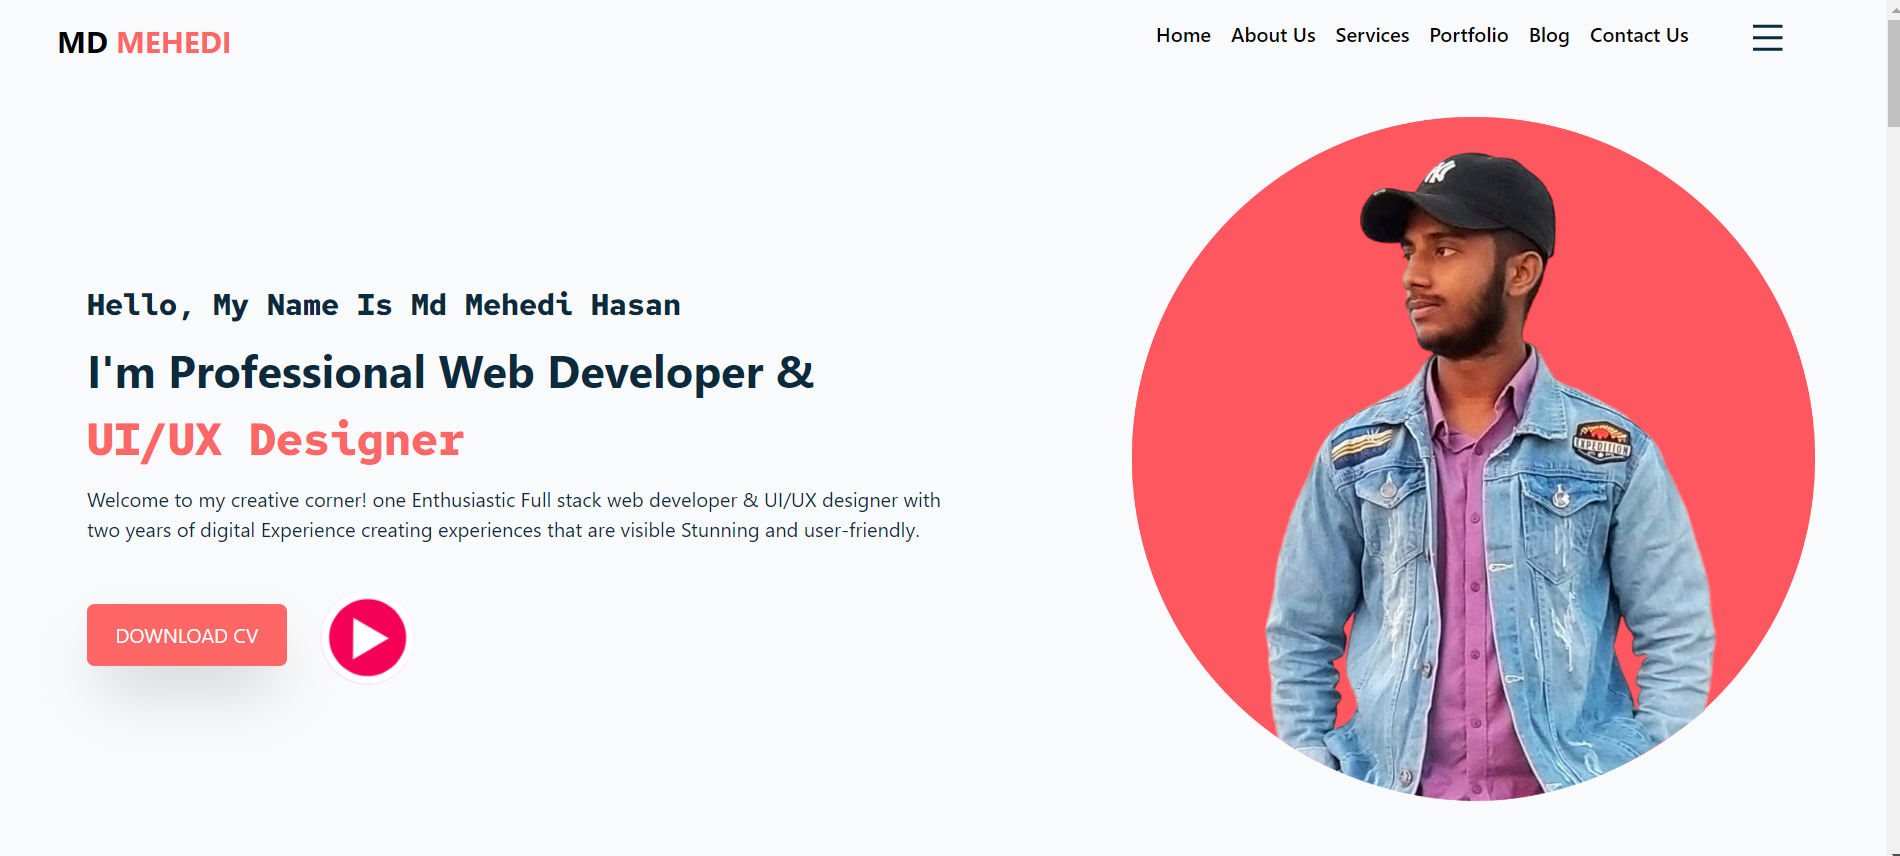 MD MEHEDI
Home About Us Services Portfolio Blog Contact Us
Hello, My Name Is Md Mehedi Hasan
I'm Professional Web Developer &
UI/UX Designer
Welcome to my creative corner! one Enthusiastic Full stack web developer & UI/UX designer with
two years of digital Experience creating experiences that are visible Stunning and user-friendly.
DOWNLOAD CV
NY
EXPEDITION